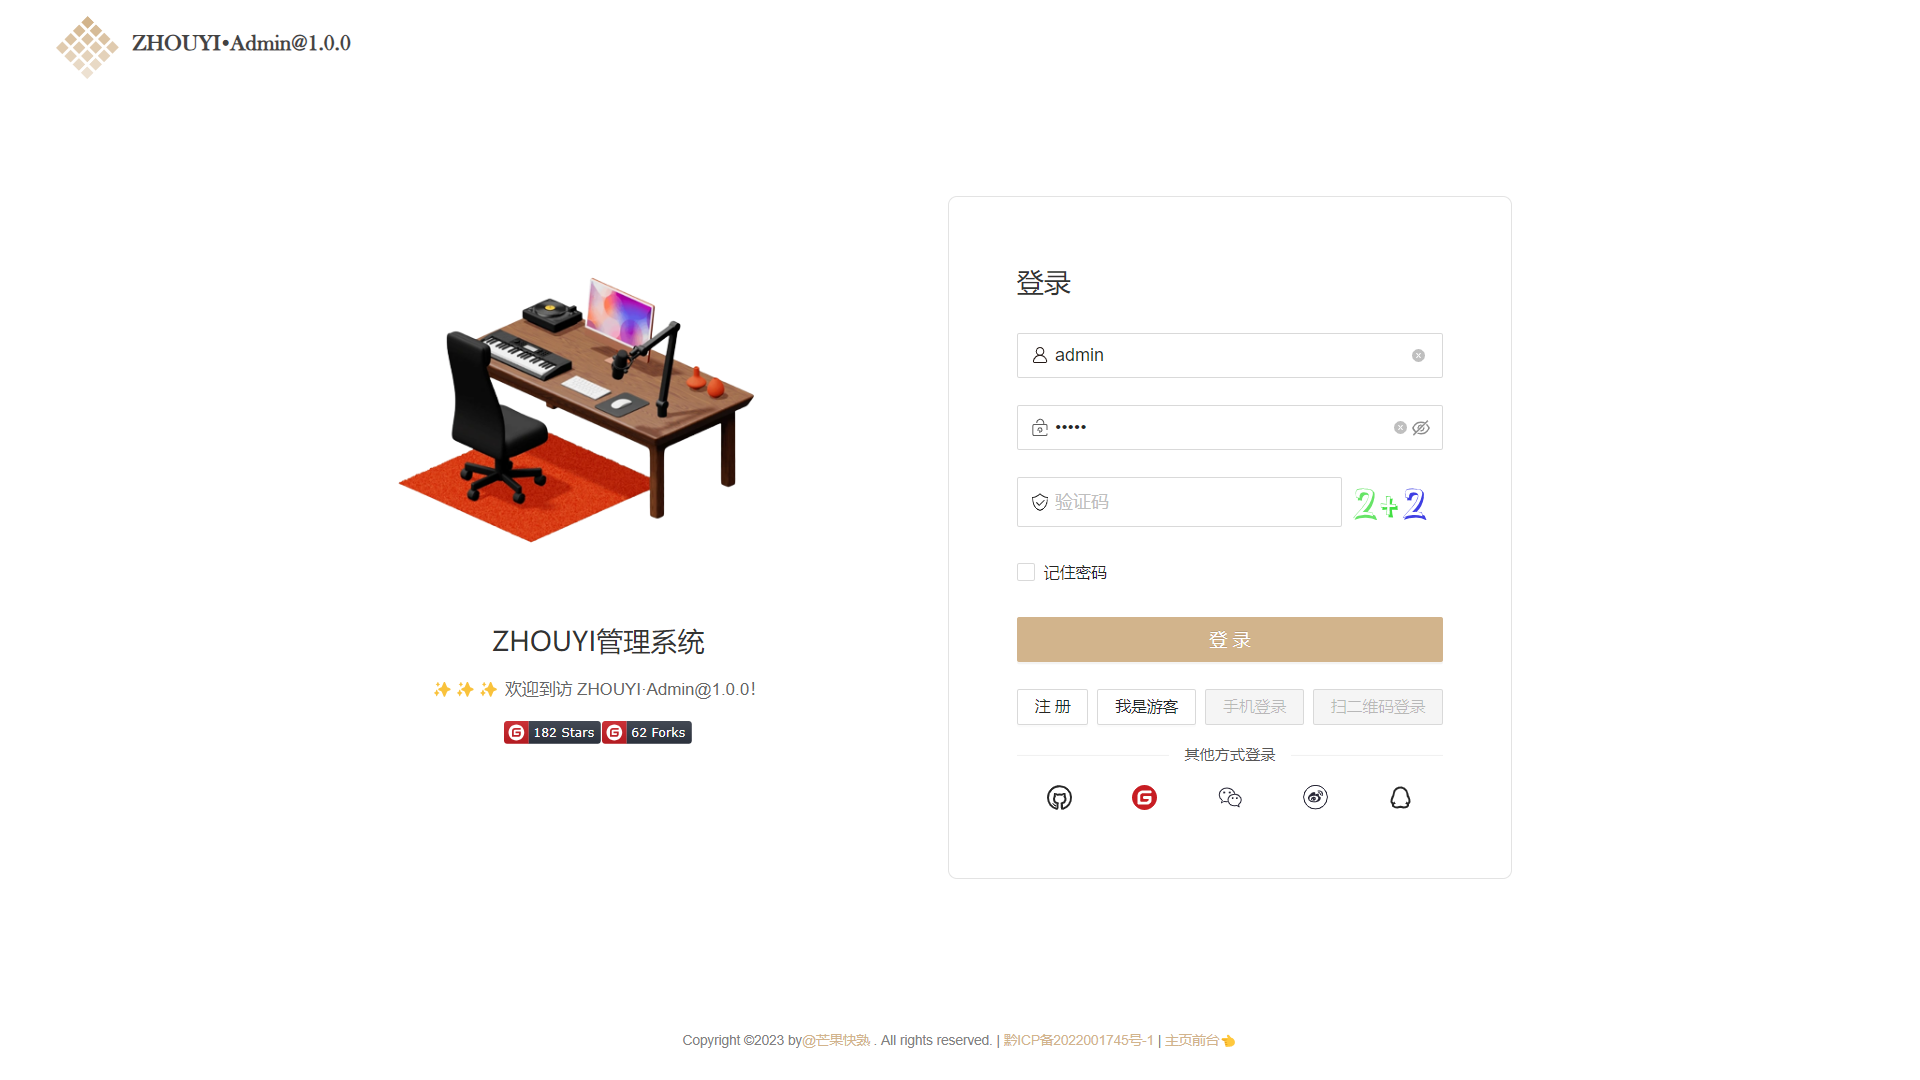 ZHOUYI•Admin@1.0.0
登录
admin
•••••
验证码
2+2
记住密码
登 录
注 册
我是游客
手机登录
扫二维码登录
其他方式登录
ZHOUYI管理系统
✨ ✨ ✨ 欢迎到访 ZHOUYI·Admin@1.0.0！
182 Stars
62 Forks
Copyright ©2023 by@芒果快熟 . All rights reserved. | 黔ICP备2022001745号-1 | 主页前台👈